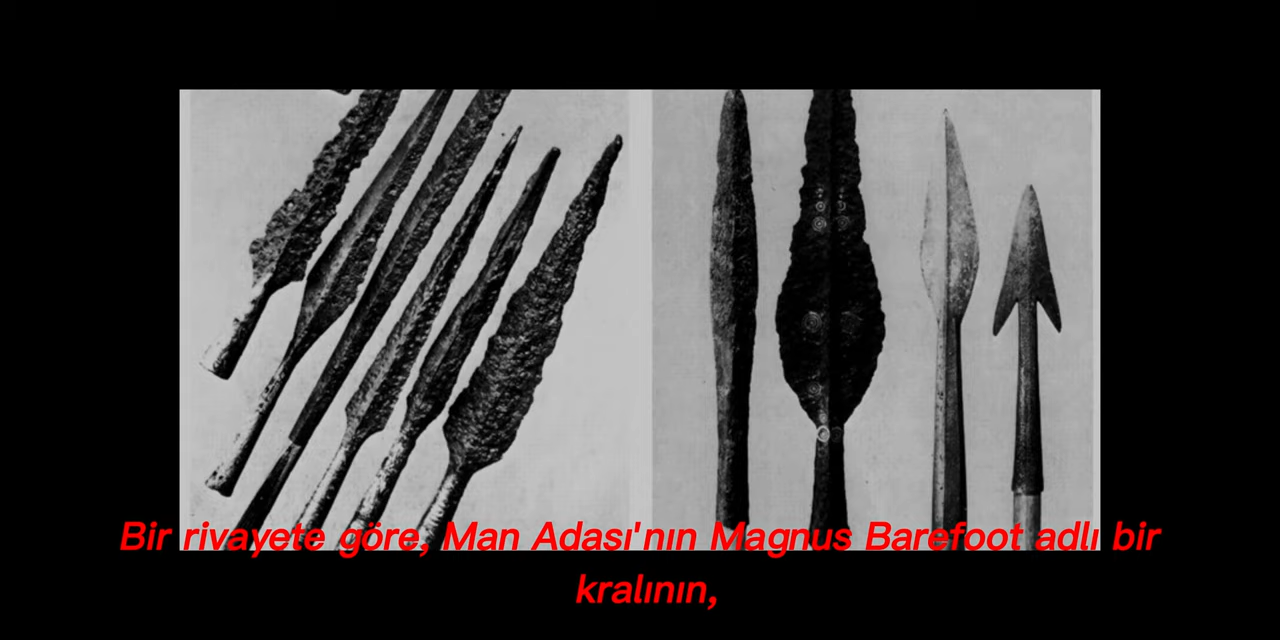 Bir rivayete göre, Man Adası'nın Magnus Barefoot adlı bir
kralının,